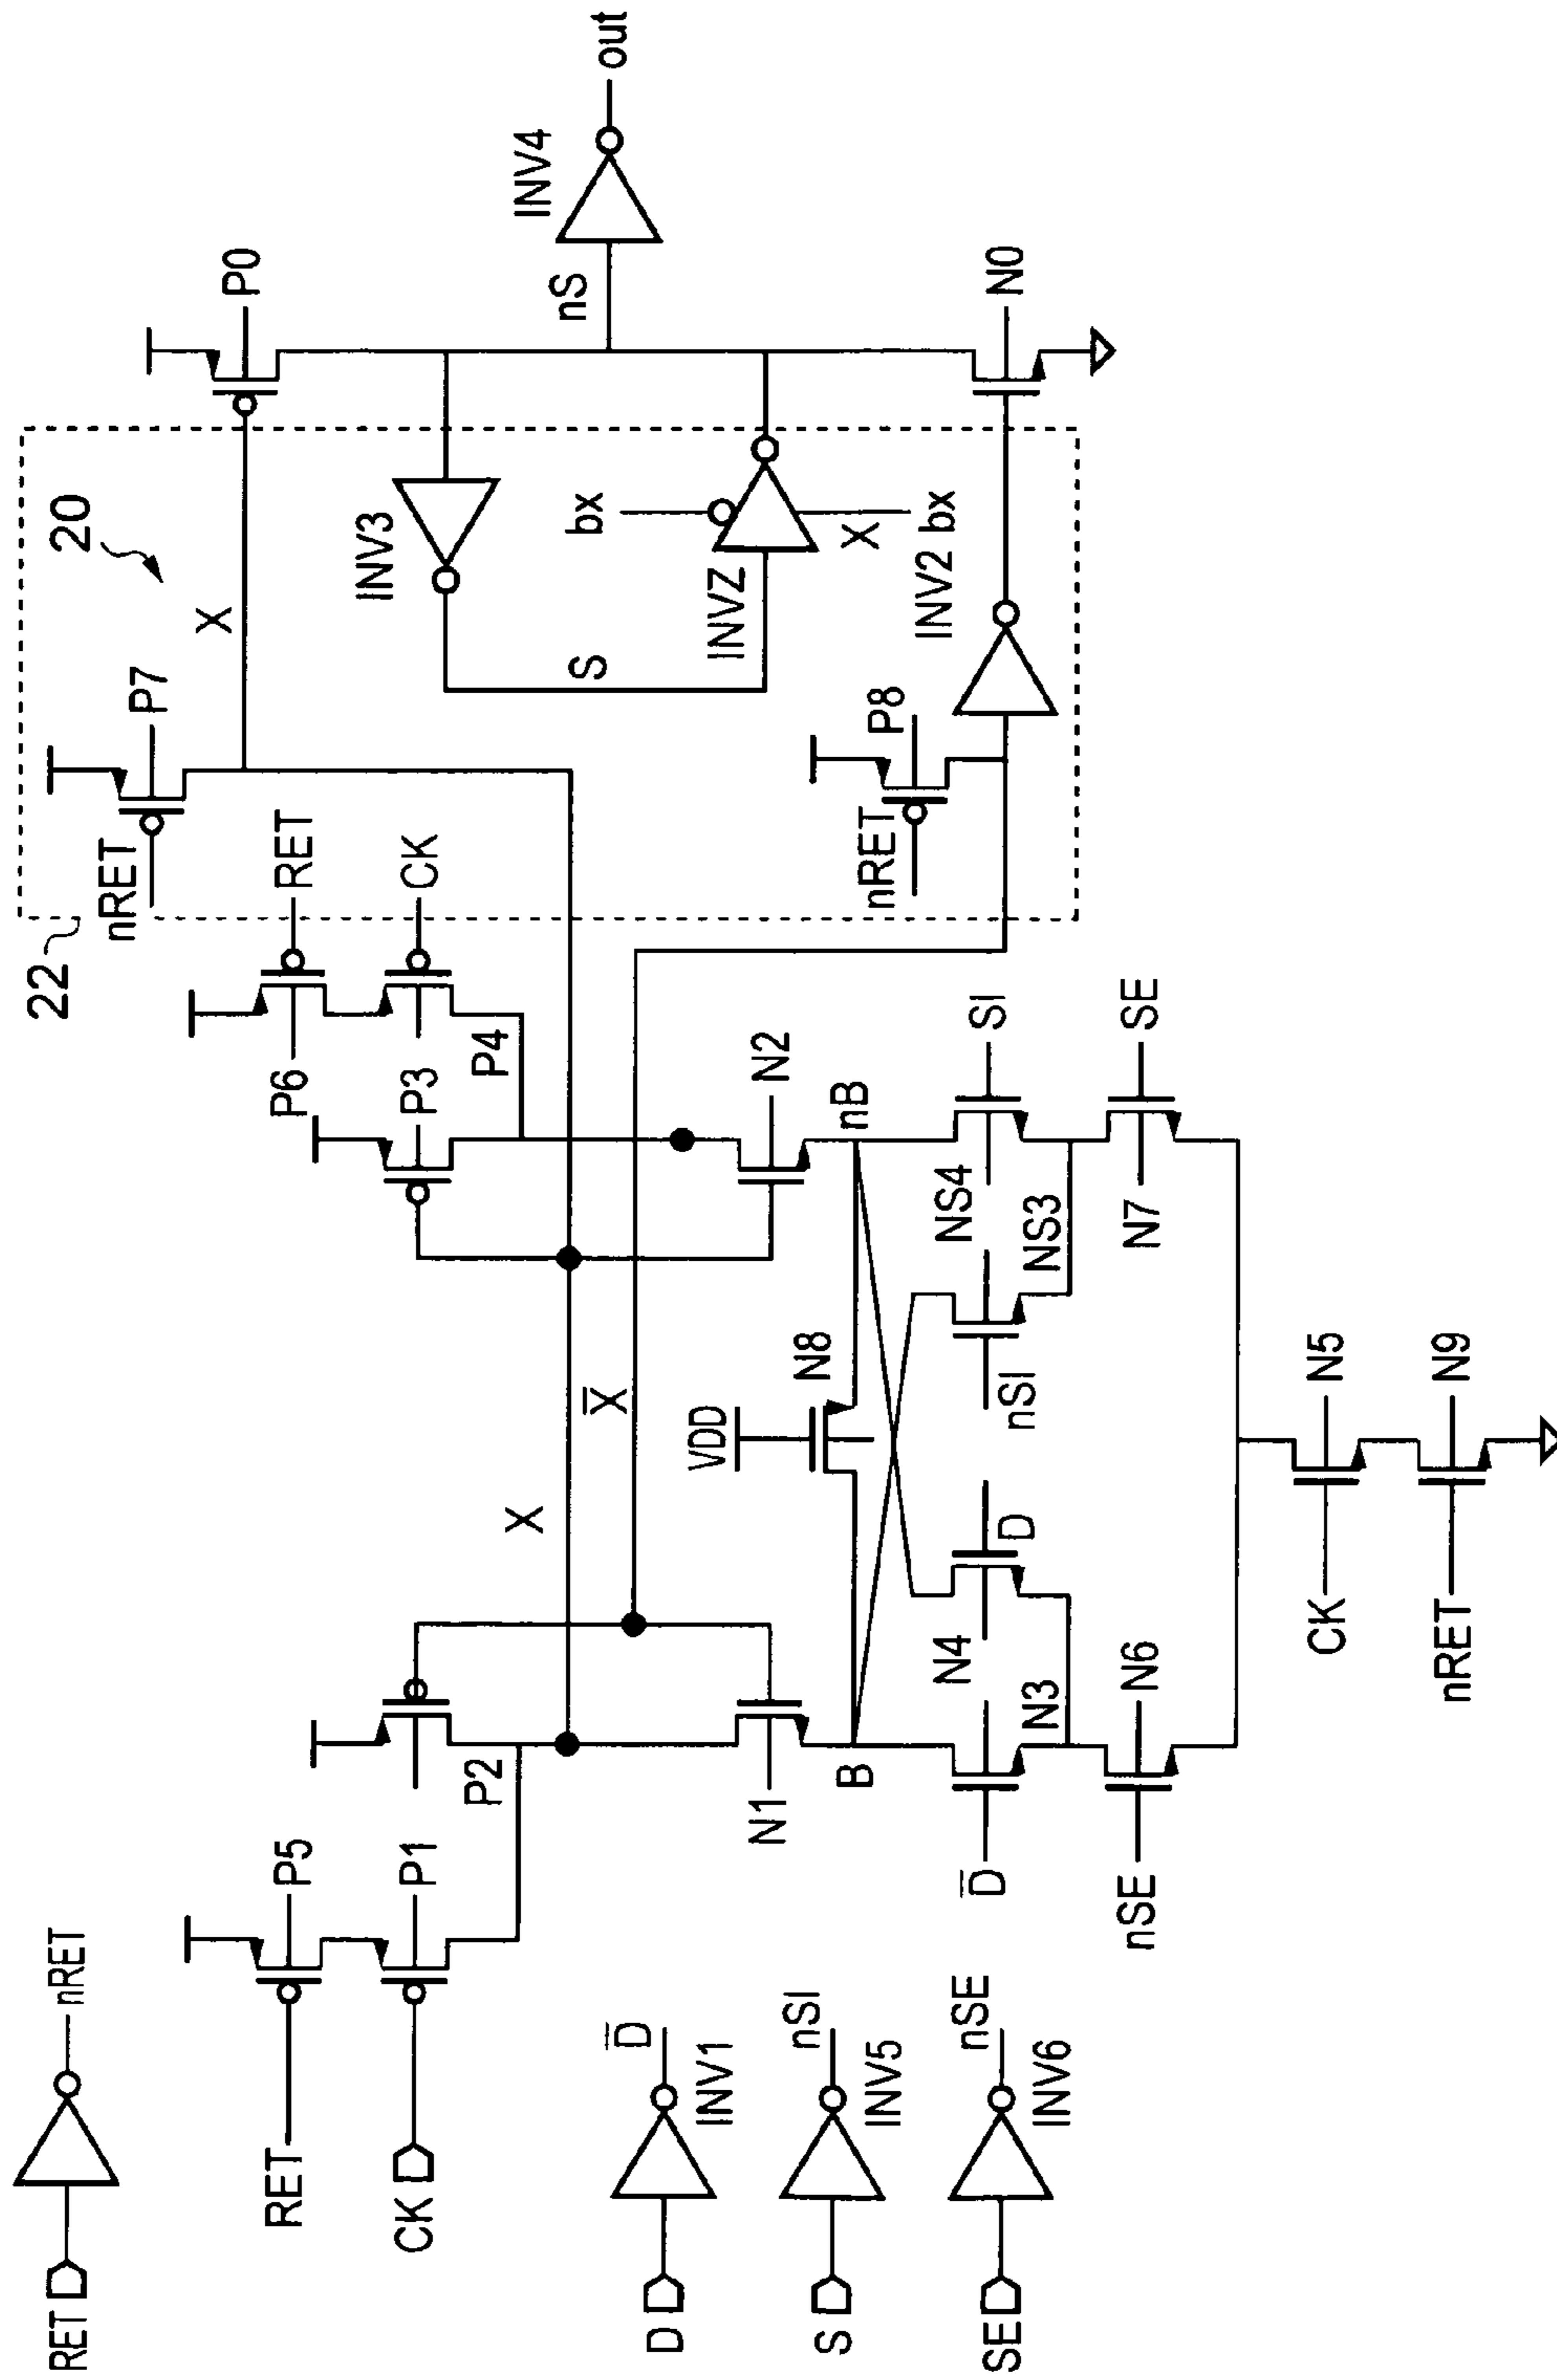 RET
nRET
RET
P5
CK
P1
P2
P6
RET
P3
CK
P4
22
20
nRET
P7
X
P0
INV3
bx
nS
INV4
out
S
INVZ
X
bx
INV2
nRET
P8
N0
X
X̅
N1
N2
D
D̅
INV1
S
nSI
INV5
SE
nSE
INV6
VDD
N8
B
nB
D̅
N3
N4
D
nSI
NS3
NS4
SI
nSE
N6
N7
SE
CK
N5
nRET
N9